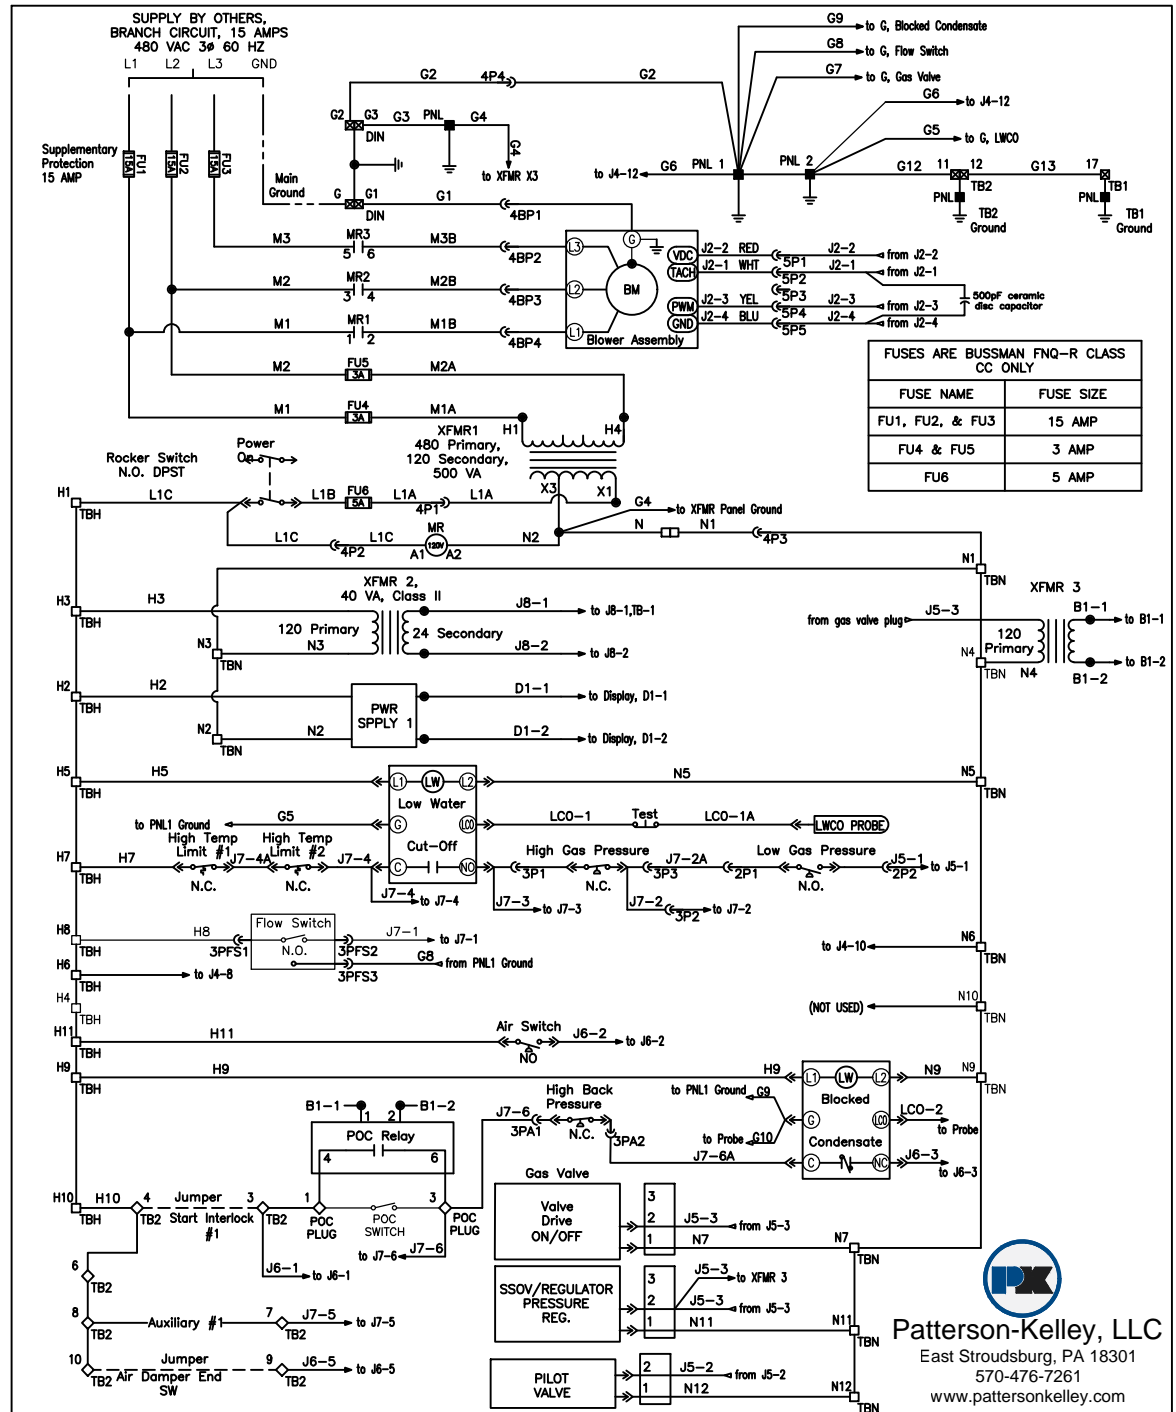 SUPPLY BY OTHERS,
BRANCH CIRCUIT, 15 AMPS
480 VAC 3ø 60 HZ
L1 L2 L3 GND
G9 to G, Blocked Condensate
G8 to G, Flow Switch
G7 to G, Gas Valve
G2 4P4 G2
G6 to J4-12
G5 to G, LWCO
G2 G3 G3 PNL G4
DIN
G4
to XFMR X3
Supplementary
Protection
15 AMP
15A FU1
15A FU2
15A FU3
to J4-12 G6 PNL 1 PNL 2 G12 11 12 G13 17
TB2 TB1
PNL PNL
TB2
Ground
TB1
Ground
Main
Ground
G G1 G1
DIN 4BP1
M3 MR3 M3B
5 6 4BP2
M2 MR2 M2B
3 4 4BP3
M1 MR1 M1B
1 2 4BP4
G
L3
L2 BM
L1
Blower Assembly
VDC J2-2 RED 5P1 J2-2 from J2-2
TACH J2-1 WHT 5P2 J2-1 from J2-1
5P3
PWM J2-3 YEL 5P4 J2-3 from J2-3
GND J2-4 BLU 5P5 J2-4 from J2-4
500pF ceramic
disc capacitor
M2 FU5 M2A
3A
M1 FU4 M1A
3A
H1 H4
XFMR1
480 Primary,
120 Secondary,
500 VA
X3 X1
FUSES ARE BUSSMAN FNQ-R CLASS
CC ONLY
FUSE NAME FUSE SIZE
FU1, FU2, & FU3 15 AMP
FU4 & FU5 3 AMP
FU6 5 AMP
Rocker Switch
N.O. DPST
Power
On
H1 L1C L1B FU6 L1A 4P1 L1A
TBH 5A
G4 to XFMR Panel Ground
L1C 4P2 L1C MR N2
A1 120V A2
N N1 4P3
N1
TBN
XFMR 2,
40 VA, Class II
H3 H3 J8-1 to J8-1,TB-1
TBH
120 Primary 24 Secondary
N3 N3 J8-2 to J8-2
TBN
XFMR 3
from gas valve plug J5-3 B1-1 to B1-1
120
Primary
N4 N4 to B1-2
TBN B1-2
H2 H2 D1-1 to Display, D1-1
TBH
PWR
SPPLY 1
N2 N2 D1-2 to Display, D1-2
TBN
H5 H5 L1 LW L2 N5 N5
TBH TBN
Low Water
to PNL1 Ground G5 G LCO LCO-1 Test LCO-1A LWCO PROBE
Cut-Off
High Temp
Limit #1
High Temp
Limit #2
High Gas Pressure Low Gas Pressure
H7 H7 J7-4A J7-4 C NO 3P1 3P3 J7-2A 2P1 2P2 J5-1 to J5-1
TBH N.C. N.C. N.C. N.O.
J7-4 to J7-4
J7-3 to J7-3
J7-2 3P2 to J7-2
Flow Switch
H8 H8 3PFS1 N.O. 3PFS2 J7-1 to J7-1
TBH
3PFS3 G8 from PNL1 Ground
H6 to J4-8
TBH
to J4-10 N6
TBN
H4
TBH
(NOT USED) N10
TBN
H11 H11 Air Switch J6-2 to J6-2
TBH NO
H9 H9 H9 L1 LW L2 N9 N9
TBH TBN
Blocked
to PNL1 Ground G9 G LCO LCO-2 to Probe
to Probe G10
Condensate
C NC J6-3 to J6-3
B1-1 B1-2
1 2
POC Relay
4 6
J7-6 3PA1 High Back
Pressure
N.C. 3PA2
J7-6A
H10 H10 4 Jumper 3 1 3
TBH TB2 Start Interlock
#1 TB2 POC
PLUG
POC
SWITCH
POC
PLUG
to J7-6 J7-6
J6-1 to J6-1
6
TB2
8 Auxiliary #1 7 J7-5 to J7-5
TB2 TB2
10 Jumper 9 J6-5 to J6-5
TB2 Air Damper End
SW TB2
Gas Valve
Valve
Drive
ON/OFF
3
2 J5-3 from J5-3
1 N7 N7
TBN
SSOV/REGULATOR
PRESSURE
REG.
3 to XFMR 3
2 J5-3 J5-3 from J5-3
1 N11 N11
TBN
PILOT
VALVE
2 J5-2 from J5-2
1 N12 N12
TBN
PK
Patterson-Kelley, LLC
East Stroudsburg, PA 18301
570-476-7261
www.pattersonkelley.com